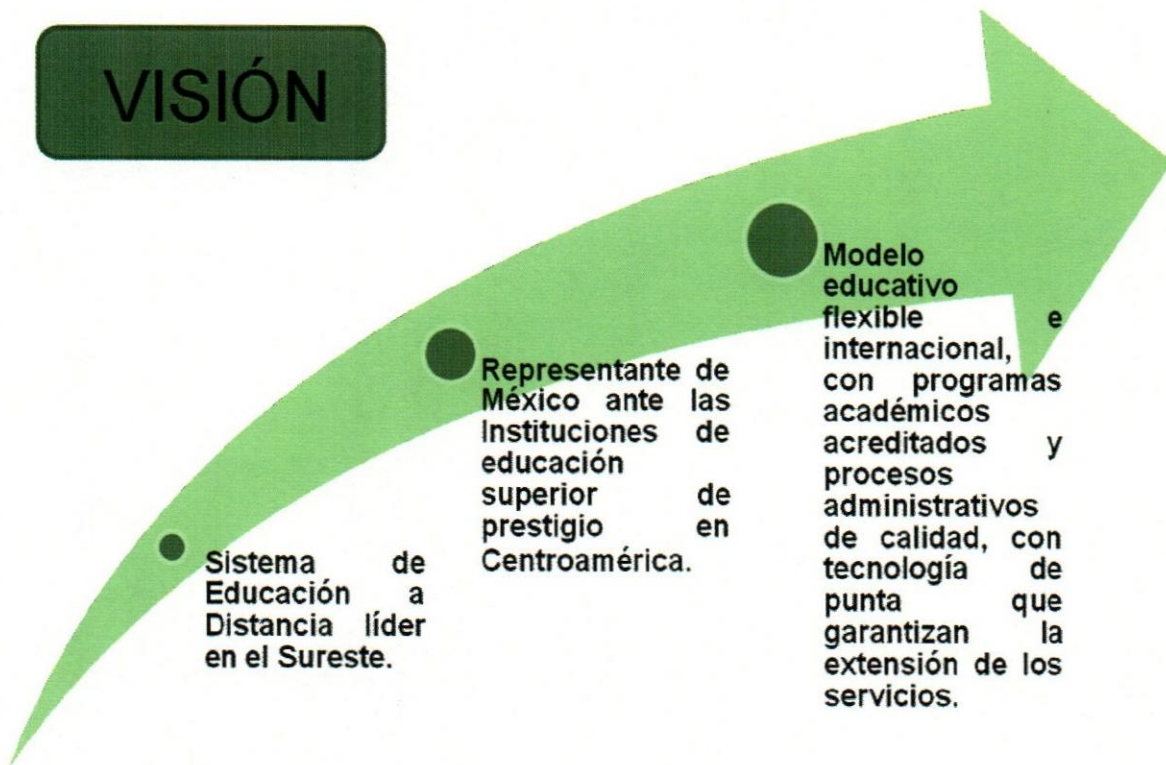 VISIÓN
Sistema de
Educación a
Distancia líder
en el Sureste.
Representante de
México ante las
Instituciones de
educación
superior de
prestigio en
Centroamérica.
Modelo
educativo
flexible e
internacional,
con programas
académicos
acreditados y
procesos
administrativos
de calidad, con
tecnología de
punta que
garantizan la
extensión de los
servicios.